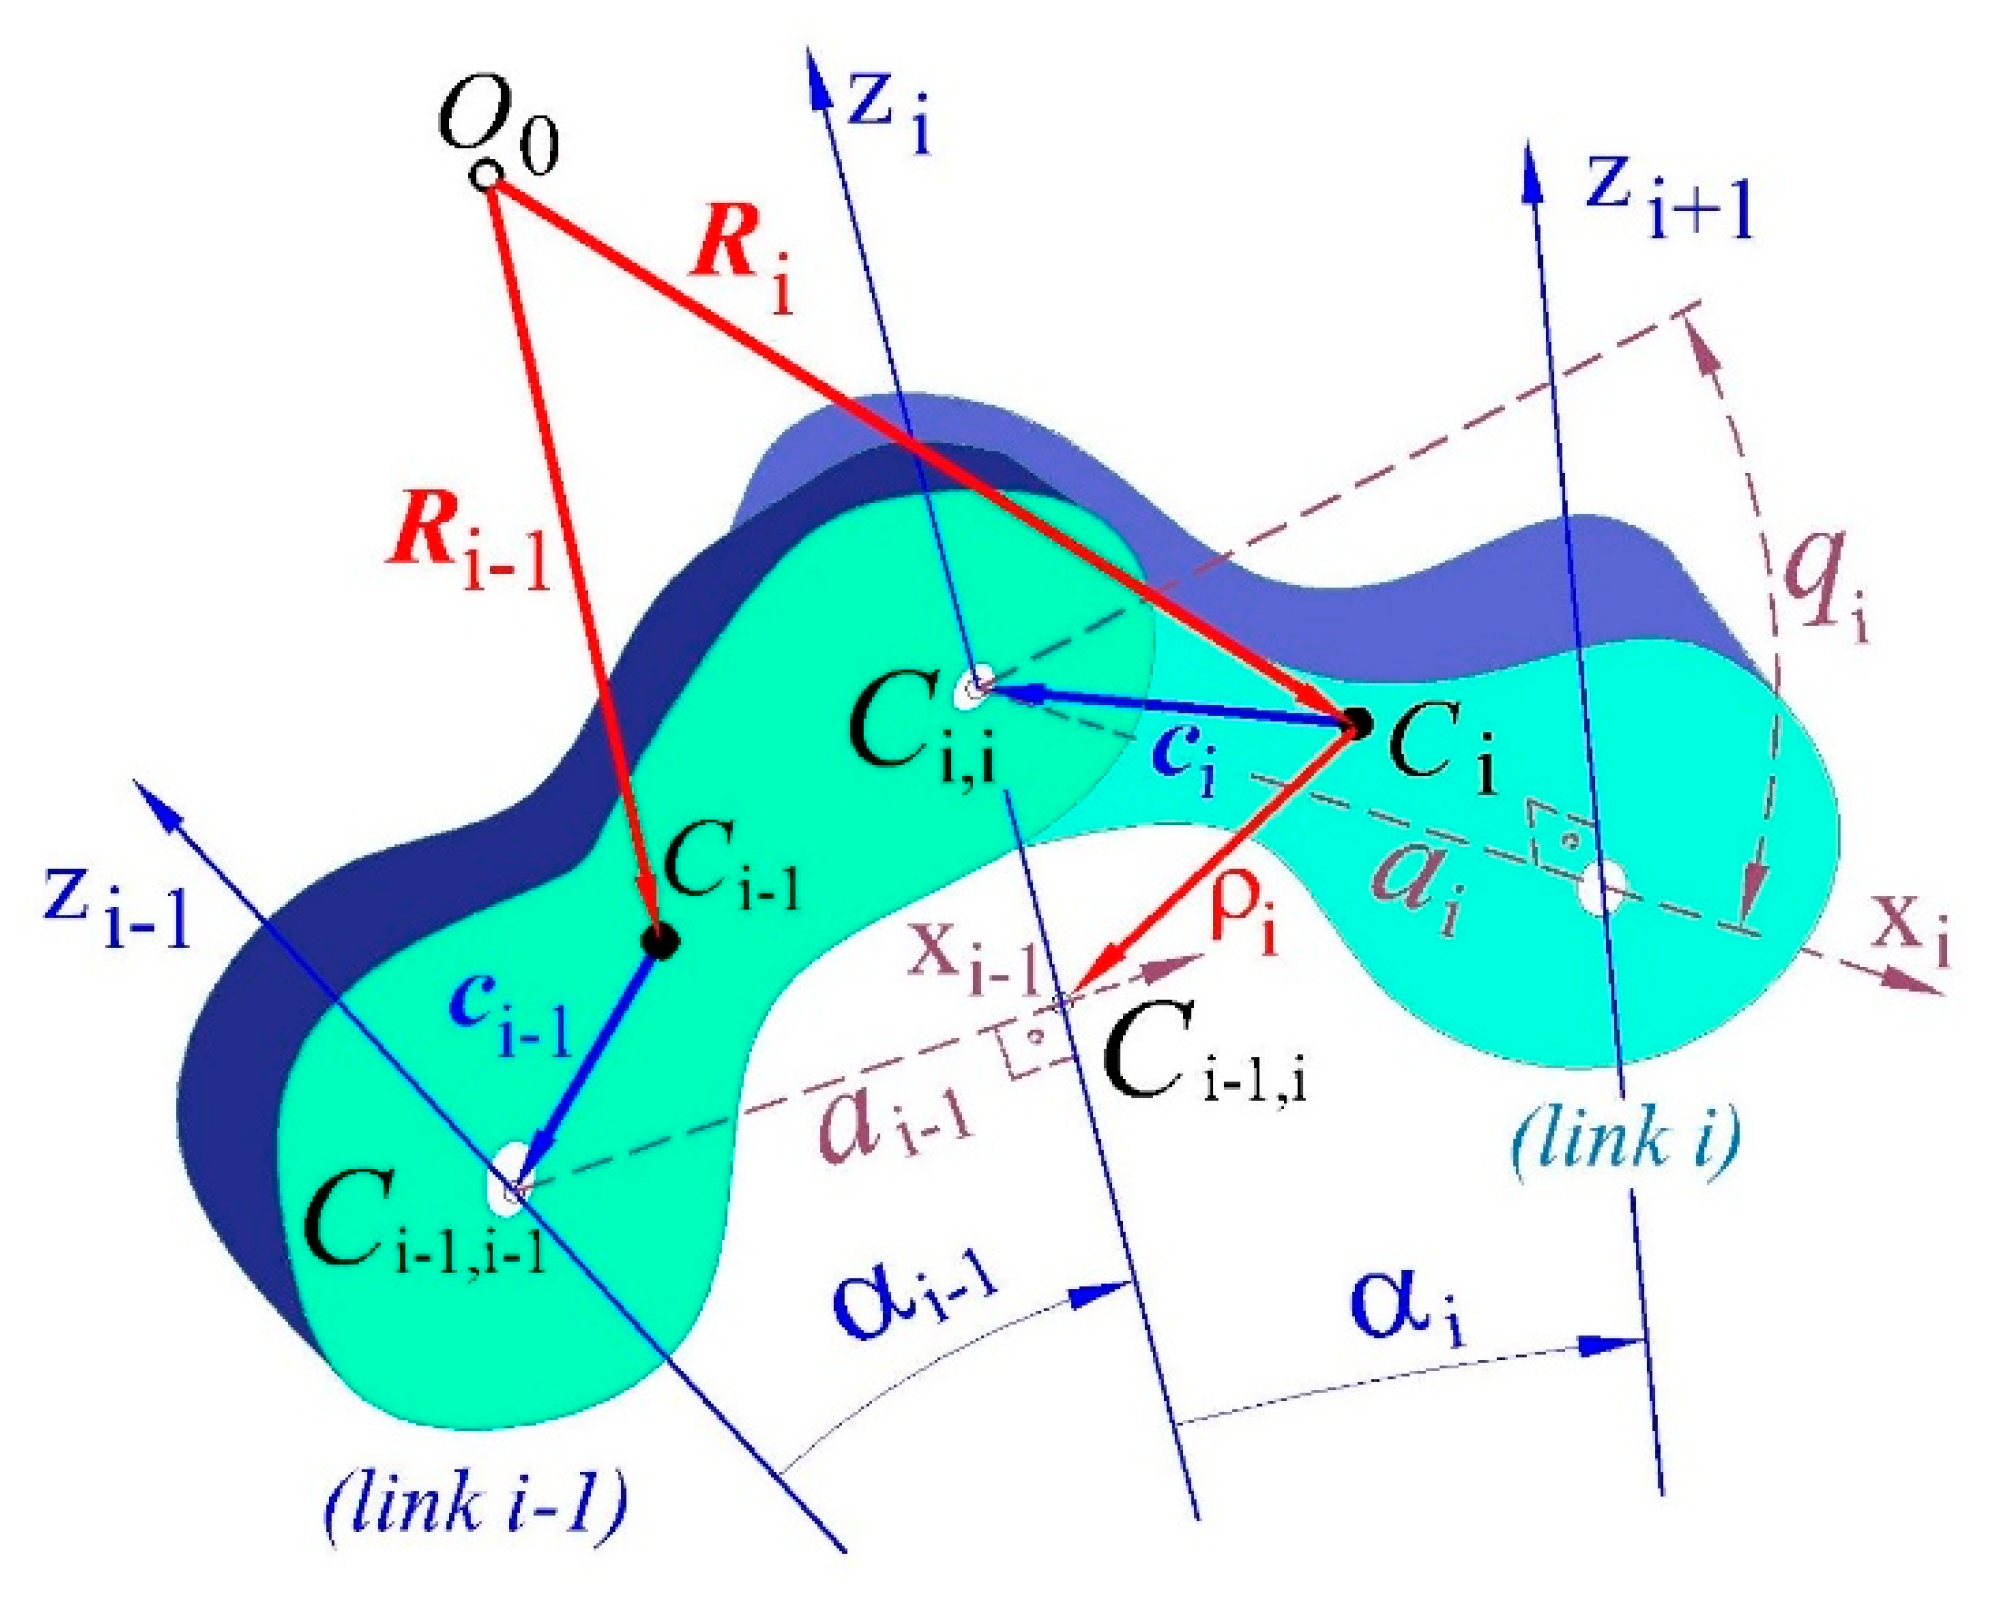 O0
zi
zi+1
Ri
Ri-1
qi
Ci,i
ci
Ci
Ci-1
zi-1
ai
xi
ρi
xi-1
ci-1
Ci-1,i
ai-1
(link i)
Ci-1,i-1
αi-1
αi
(link i-1)